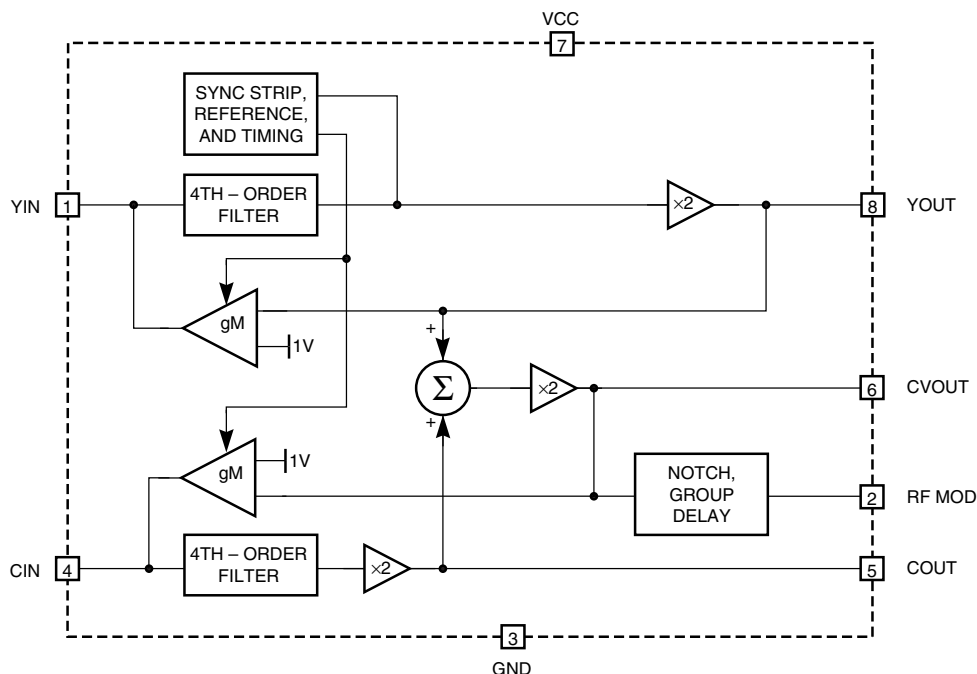 VCC
7
SYNC STRIP,
REFERENCE,
AND TIMING
YIN
1
4TH – ORDER
FILTER
×2
8
YOUT
gM
1V
+
Σ
+
×2
6
CVOUT
gM
1V
NOTCH,
GROUP
DELAY
2
RF MOD
CIN
4
4TH – ORDER
FILTER
×2
5
COUT
3
GND